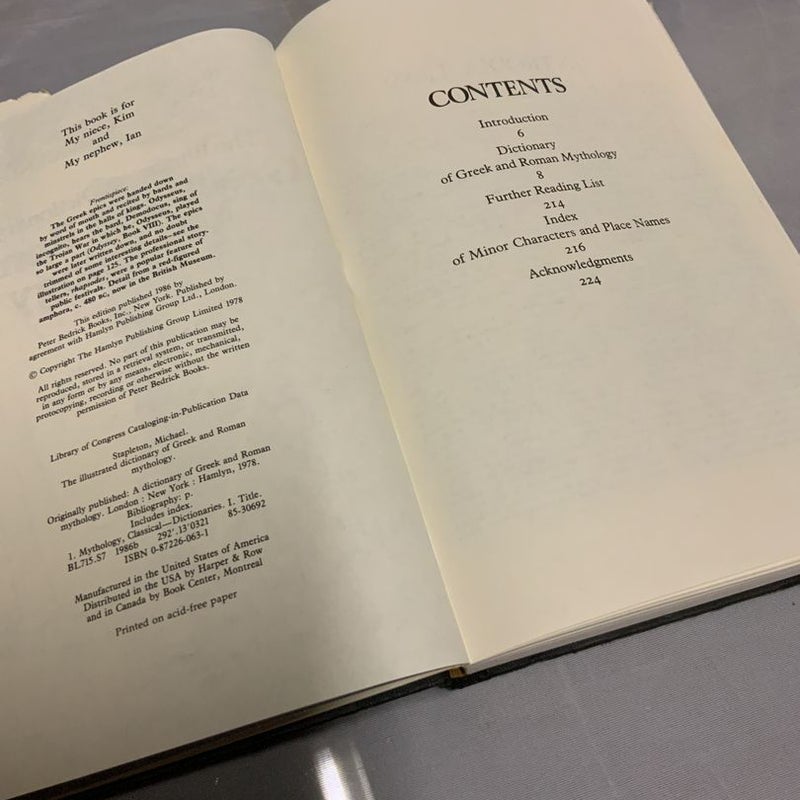 This book is for
My niece, Kim
and
My nephew, Ian
Frontispiece:
The Greek epics were handed down
by word of mouth and recited by bards and
minstrels in the halls of kings. Odysseus,
incognito, hears the bard, Demodocus, sing of
the Trojan War in which he, Odysseus, played
so large a part (Odyssey, Book VIII). The epics
were later written down, and no doubt
trimmed of some interesting details—see the
illustration on page 125. The professional story-
tellers, rhapsodes, were a popular feature of
public festivals. Detail from a red-figured
amphora, c. 480 BC, now in the British Museum.
This edition published 1986 by
Peter Bedrick Books, Inc., New York. Published by
agreement with Hamlyn Publishing Group Ltd., London.
© Copyright The Hamlyn Publishing Group Limited 1978
All rights reserved. No part of this publication may be
reproduced, stored in a retrieval system, or transmitted,
in any form or by any means, electronic, mechanical,
protocopying, recording or otherwise without the written
permission of Peter Bedrick Books.
Library of Congress Cataloging-in-Publication Data
Stapleton, Michael.
The illustrated dictionary of Greek and Roman
mythology.
Originally published: A dictionary of Greek and Roman
mythology. London : New York : Hamlyn, 1978.
Bibliography: p.
Includes index.
1. Mythology, Classical—Dictionaries. I. Title.
BL715.S7 1986b 292'.13'0321 85-30692
ISBN 0-87226-063-1
Manufactured in the United States of America
Distributed in the USA by Harper & Row
and in Canada by Book Center, Montreal
Printed on acid-free paper
CONTENTS
Introduction
6
Dictionary
of Greek and Roman Mythology
8
Further Reading List
214
Index
of Minor Characters and Place Names
216
Acknowledgments
224